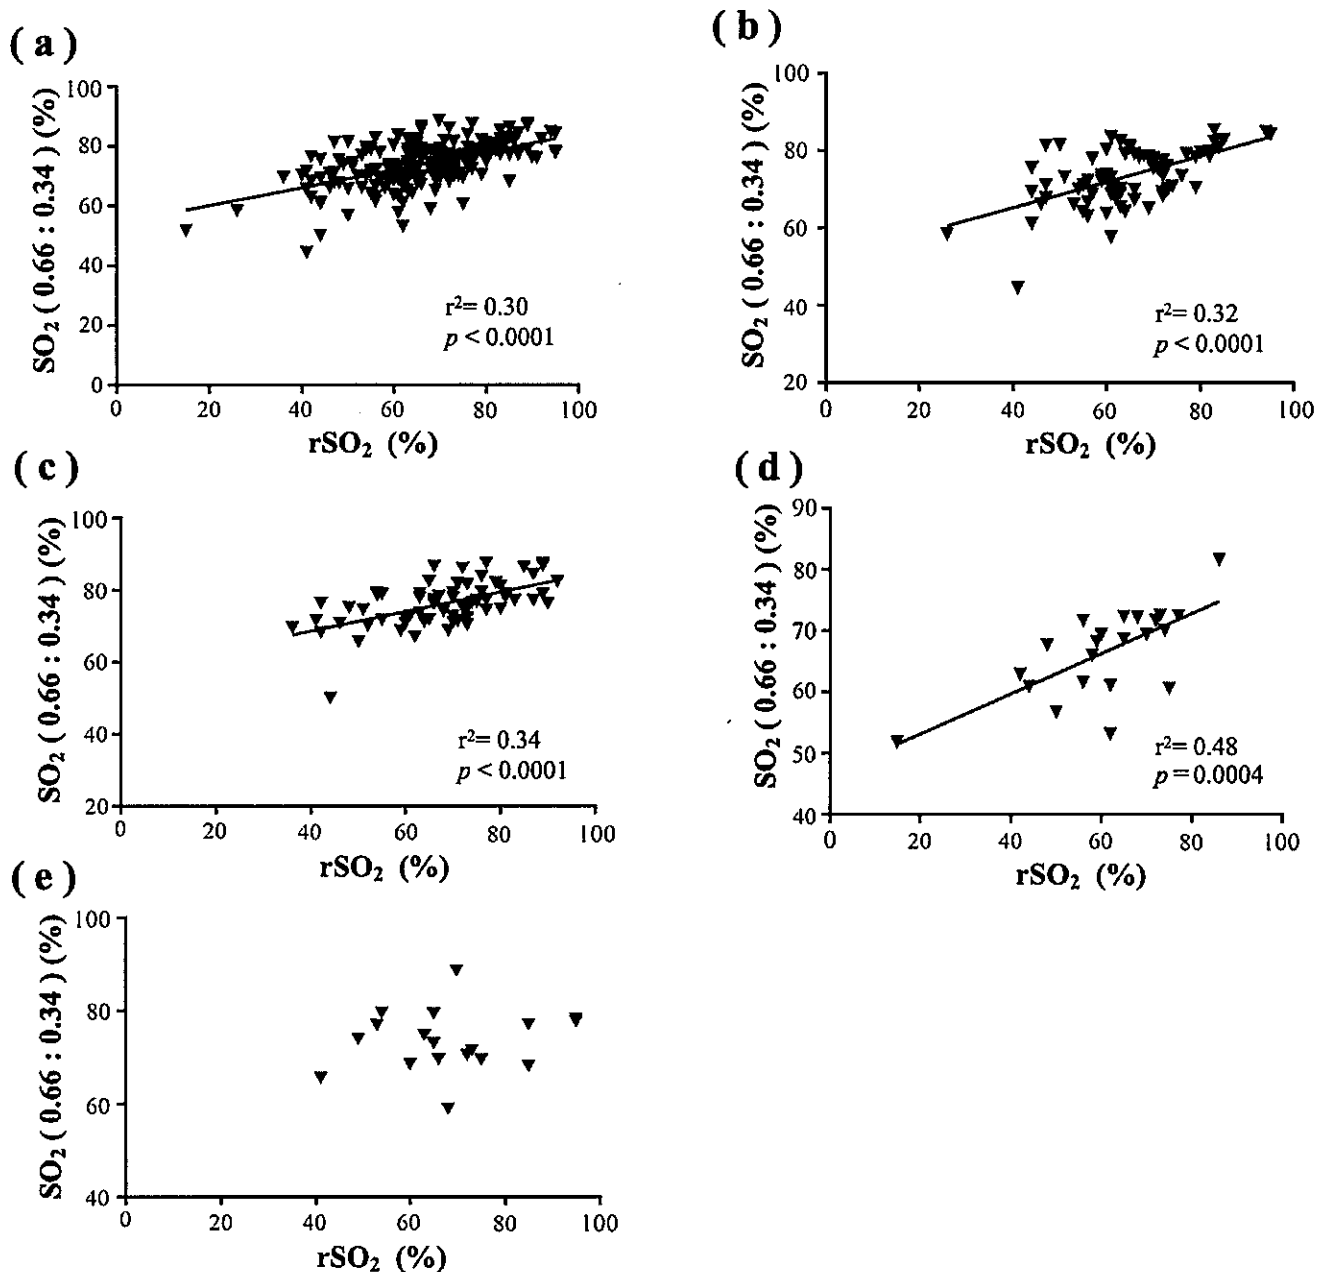 ( a )
SO₂ ( 0.66 : 0.34 ) (%)
100
80
60
40
20
0
r²= 0.30
p < 0.0001
0 20 40 60 80 100
rSO₂ (%)
( b )
SO₂ ( 0.66 : 0.34 ) (%)
100
80
60
40
20
r²= 0.32
p < 0.0001
0 20 40 60 80 100
rSO₂ (%)
( c )
SO₂ ( 0.66 : 0.34 ) (%)
100
80
60
40
20
r²= 0.34
p < 0.0001
0 20 40 60 80 100
rSO₂ (%)
( d )
SO₂ ( 0.66 : 0.34 ) (%)
90
80
70
60
50
40
r²= 0.48
p = 0.0004
0 20 40 60 80 100
rSO₂ (%)
( e )
SO₂ ( 0.66 : 0.34 ) (%)
100
80
60
40
0 20 40 60 80 100
rSO₂ (%)